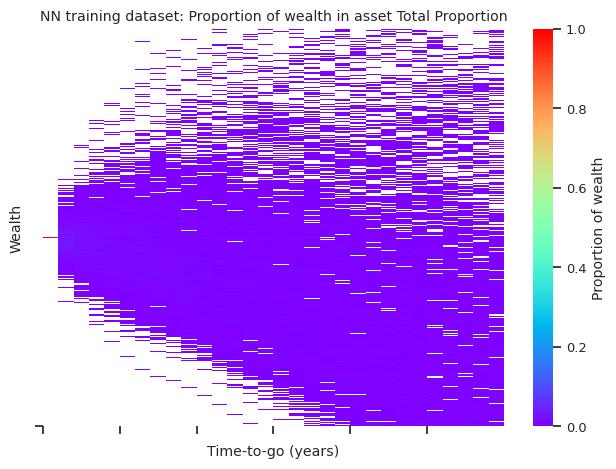 NN training dataset: Proportion of wealth in asset Total Proportion
Wealth
Time-to-go (years)
1.0
0.8
0.6
0.4
0.2
0.0
Proportion of wealth